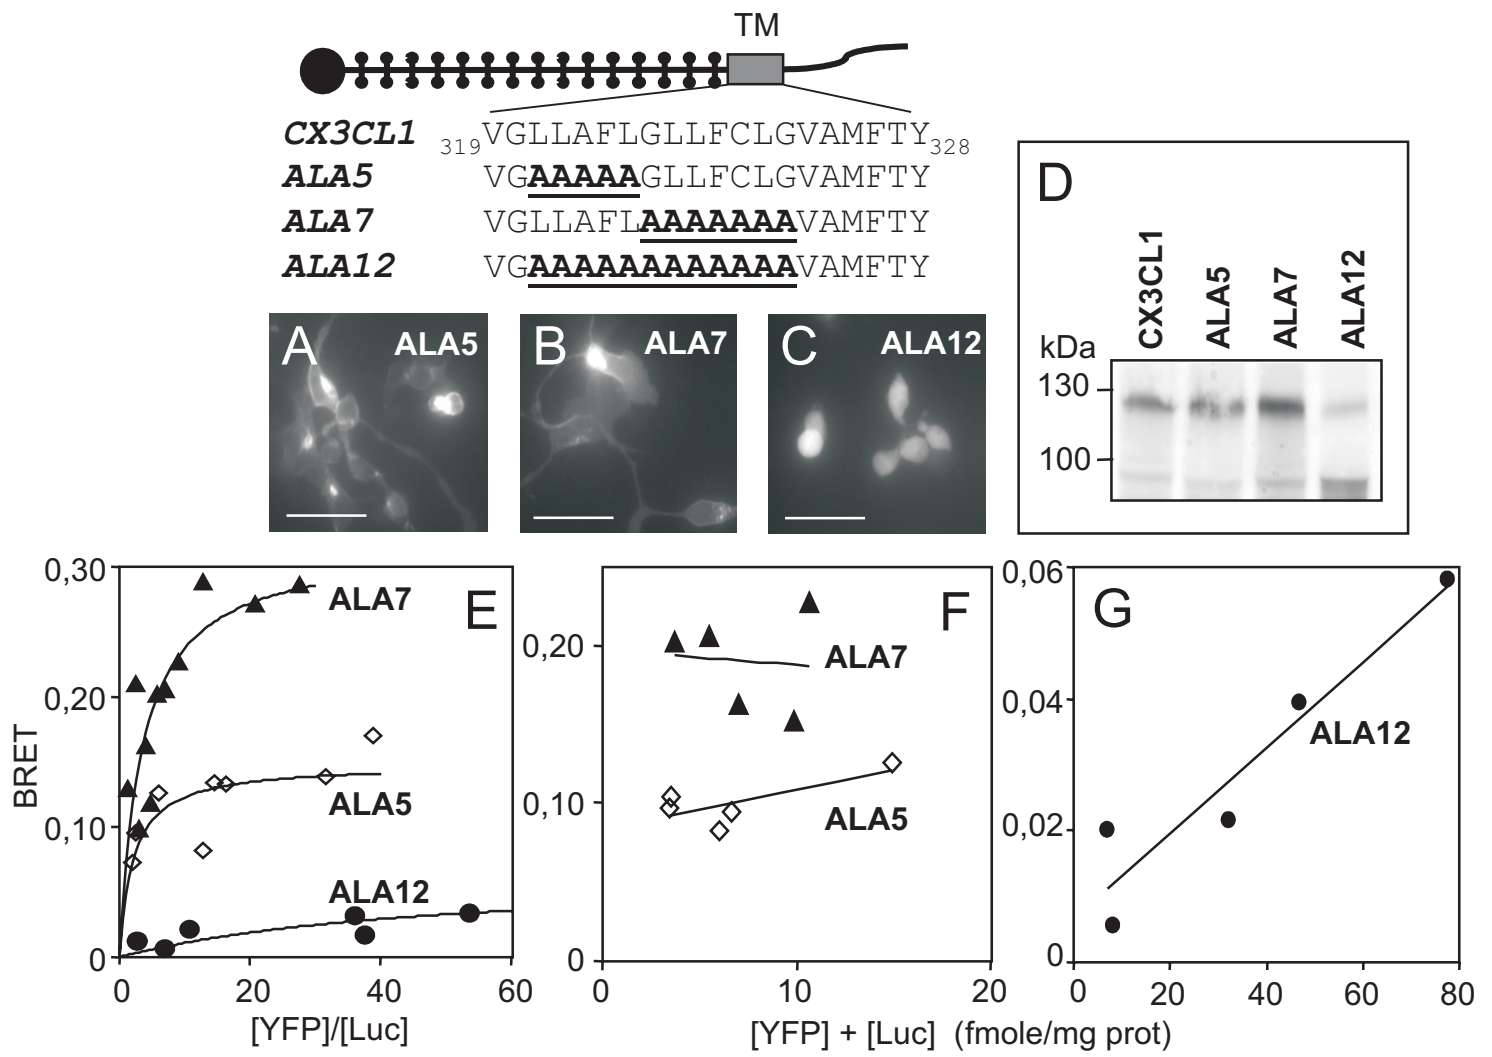 TM
CX3CL1 319VGLLAFLGLLFCLGVAMFTY328
ALA5 VGAAAAAGLLFCLGVAMFTY
ALA7 VGLLAFLAAAAAAAVAMFTY
ALA12 VGAAAAAAAAAAAAVAMFTY
A ALA5
B ALA7
C ALA12
D
CX3CL1 ALA5 ALA7 ALA12
kDa
130
100
E
BRET
0,30
0,20
0,10
0
ALA7
ALA5
ALA12
0 20 40 60
[YFP]/[Luc]
F
0,20
0,10
0
ALA7
ALA5
0 10 20
G
0,06
0,04
0,02
0
ALA12
0 20 40 60 80
[YFP] + [Luc] (fmole/mg prot)